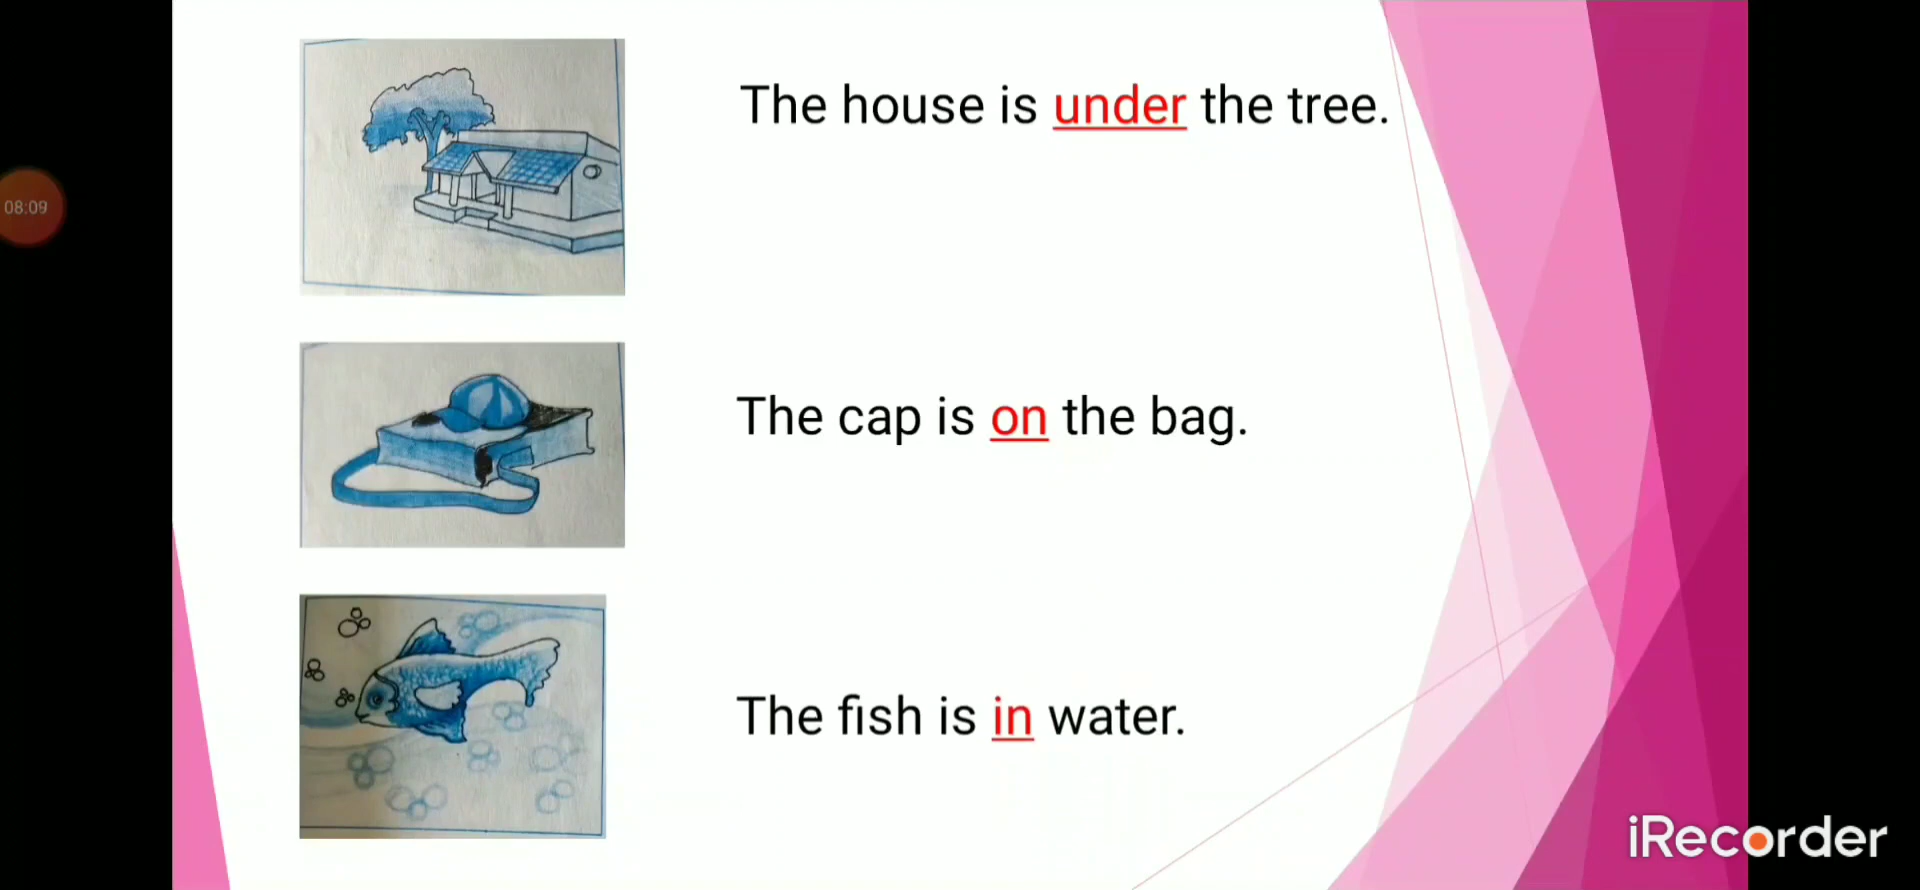 The house is under the tree.
08:09
The cap is on the bag.
The fish is in water.
iRecorder